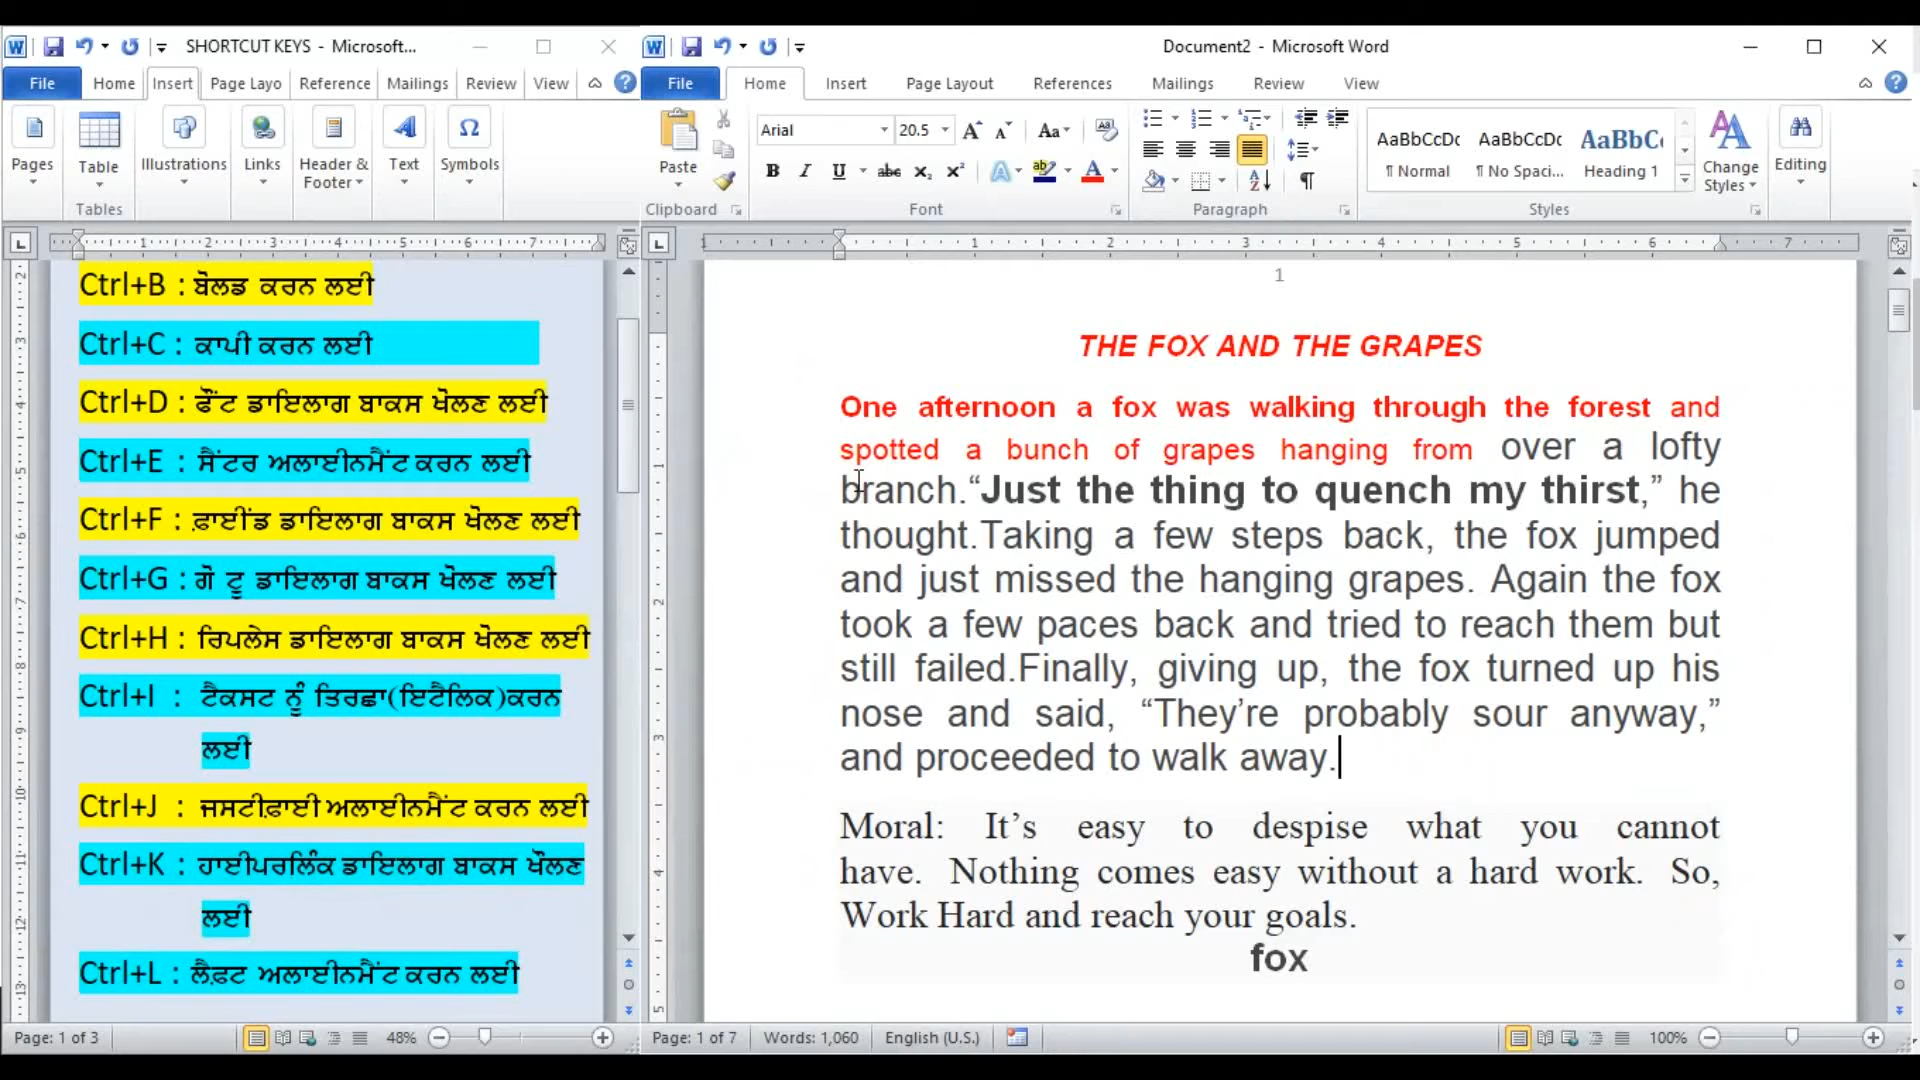 SHORTCUT KEYS - Microsoft...
File Home Insert Page Layo Reference Mailings Review View
Pages Table Illustrations Links Header & Footer Text Symbols
Tables
Ctrl+B : ਬੋਲਡ ਕਰਨ ਲਈ
Ctrl+C : ਕਾਪੀ ਕਰਨ ਲਈ
Ctrl+D : ਫੌਂਟ ਡਾਇਲਾਗ ਬਾਕਸ ਖੋਲਣ ਲਈ
Ctrl+E : ਸੈਂਟਰ ਅਲਾਈਨਮੈਂਟ ਕਰਨ ਲਈ
Ctrl+F : ਫ਼ਾਈਂਡ ਡਾਇਲਾਗ ਬਾਕਸ ਖੋਲਣ ਲਈ
Ctrl+G : ਗੋ ਟੂ ਡਾਇਲਾਗ ਬਾਕਸ ਖੋਲਣ ਲਈ
Ctrl+H : ਰਿਪਲੇਸ ਡਾਇਲਾਗ ਬਾਕਸ ਖੋਲਣ ਲਈ
Ctrl+I : ਟੈਕਸਟ ਨੂੰ ਤਿਰਛਾ(ਇਟੈਲਿਕ)ਕਰਨ
ਲਈ
Ctrl+J : ਜਸਟੀਫ਼ਾਈ ਅਲਾਈਨਮੈਂਟ ਕਰਨ ਲਈ
Ctrl+K : ਹਾਈਪਰਲਿੰਕ ਡਾਇਲਾਗ ਬਾਕਸ ਖੌਲਣ
ਲਈ
Ctrl+L : ਲੈਫ਼ਟ ਅਲਾਈਨਮੈਂਟ ਕਰਨ ਲਈ
Page: 1 of 3 48%
Document2 - Microsoft Word
File Home Insert Page Layout References Mailings Review View
Paste Arial 20.5 AaBbCcDc AaBbCcDc AaBbC
¶ Normal ¶ No Spaci... Heading 1 Change Styles Editing
Clipboard Font Paragraph Styles
1
THE FOX AND THE GRAPES
One afternoon a fox was walking through the forest and
spotted a bunch of grapes hanging from over a lofty
branch.“Just the thing to quench my thirst,” he
thought.Taking a few steps back, the fox jumped
and just missed the hanging grapes. Again the fox
took a few paces back and tried to reach them but
still failed.Finally, giving up, the fox turned up his
nose and said, “They’re probably sour anyway,”
and proceeded to walk away.
Moral: It’s easy to despise what you cannot
have. Nothing comes easy without a hard work. So,
Work Hard and reach your goals.
fox
Page: 1 of 7 Words: 1,060 English (U.S.) 100%